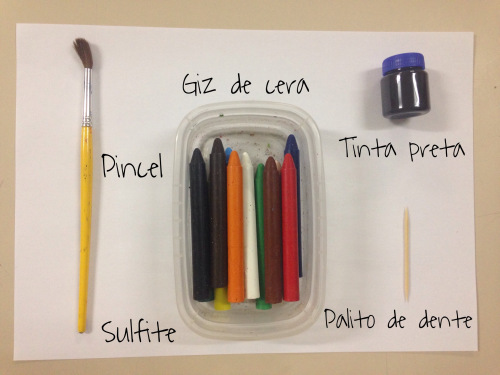 Giz de cera
Tinta preta
Pincel
Palito de dente
Sulfite